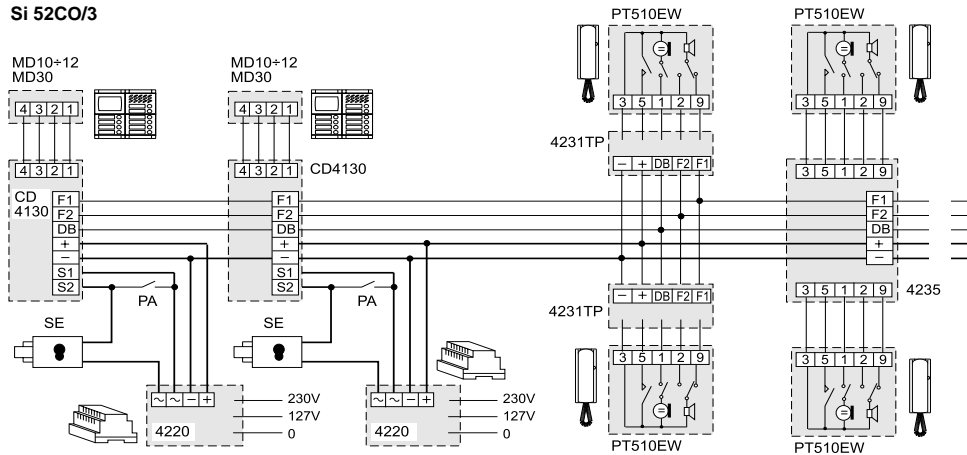 Si 52CO/3
PT510EW
PT510EW
MD10÷12
MD30
MD10÷12
MD30
4 3 2 1
4 3 2 1
3 5 1 2 9
3 5 1 2 9
4231TP
− + DB F2 F1
4 3 2 1
4 3 2 1
CD4130
3 5 1 2 9
CD
4130
F1
F2
DB
+
−
S1
S2
F1
F2
DB
+
−
S1
S2
F1
F2
DB
+
−
PA
PA
− + DB F2 F1
3 5 1 2 9
4235
4231TP
SE
SE
3 5 1 2 9
3 5 1 2 9
~ ~ − +
~ ~ − +
230V
127V
0
4220
230V
127V
0
4220
PT510EW
PT510EW